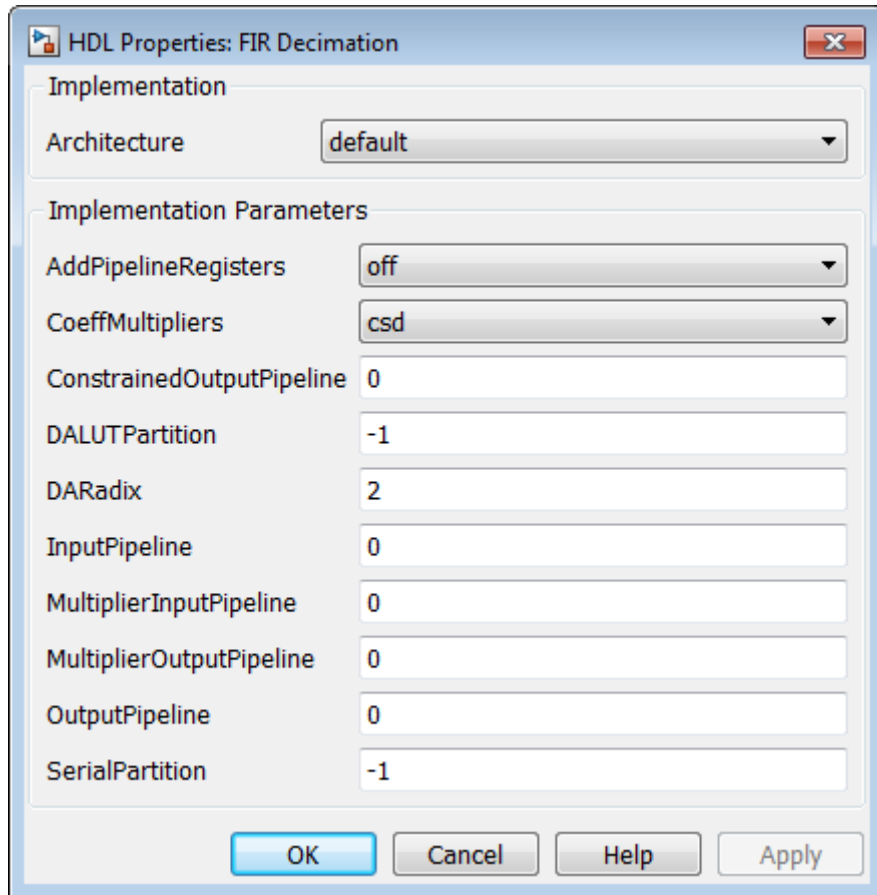 HDL Properties: FIR Decimation
Implementation
Architecture default
Implementation Parameters
AddPipelineRegisters off
CoeffMultipliers csd
ConstrainedOutputPipeline 0
DALUTPartition -1
DARadix 2
InputPipeline 0
MultiplierInputPipeline 0
MultiplierOutputPipeline 0
OutputPipeline 0
SerialPartition -1
OK Cancel Help Apply